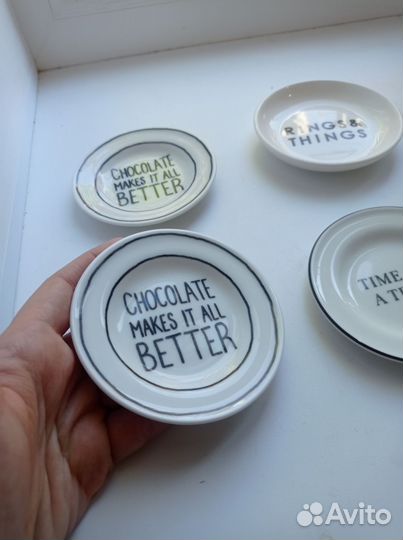 CHOCOLATE
MAKES IT ALL
BETTER
RINGS&
THINGS
CHOCOLATE
MAKES IT ALL
BETTER
TIME
A
Avito